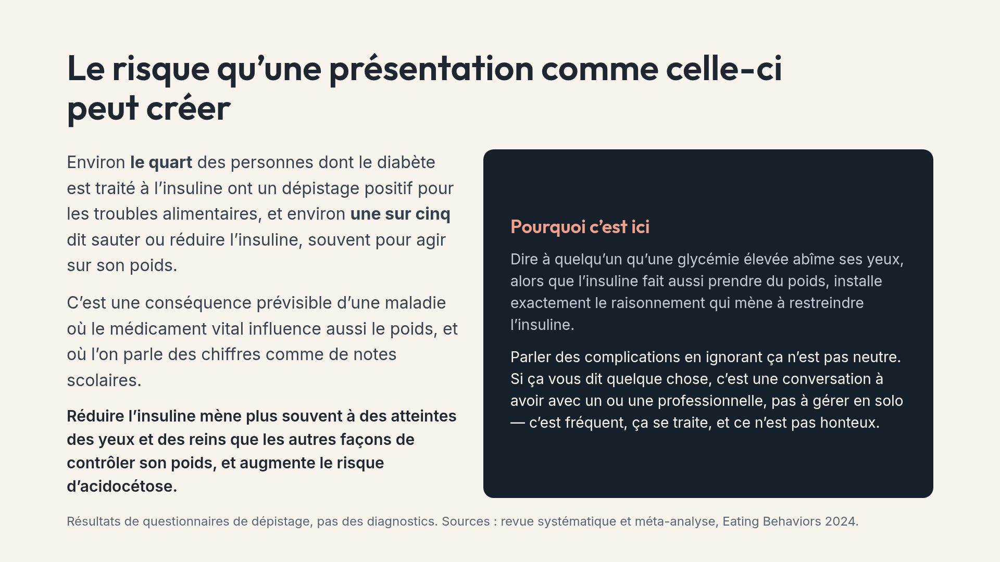 Le risque qu’une présentation comme celle-ci
peut créer
Environ le quart des personnes dont le diabète
est traité à l’insuline ont un dépistage positif pour
les troubles alimentaires, et environ une sur cinq
dit sauter ou réduire l’insuline, souvent pour agir
sur son poids.
C’est une conséquence prévisible d’une maladie
où le médicament vital influence aussi le poids, et
où l’on parle des chiffres comme de notes
scolaires.
Réduire l’insuline mène plus souvent à des atteintes
des yeux et des reins que les autres façons de
contrôler son poids, et augmente le risque
d’acidocétose.
Pourquoi c’est ici
Dire à quelqu’un qu’une glycémie élevée abîme ses yeux,
alors que l’insuline fait aussi prendre du poids, installe
exactement le raisonnement qui mène à restreindre
l’insuline.
Parler des complications en ignorant ça n’est pas neutre.
Si ça vous dit quelque chose, c’est une conversation à
avoir avec un ou une professionnelle, pas à gérer en solo
— c’est fréquent, ça se traite, et ce n’est pas honteux.
Résultats de questionnaires de dépistage, pas des diagnostics. Sources : revue systématique et méta-analyse, Eating Behaviors 2024.